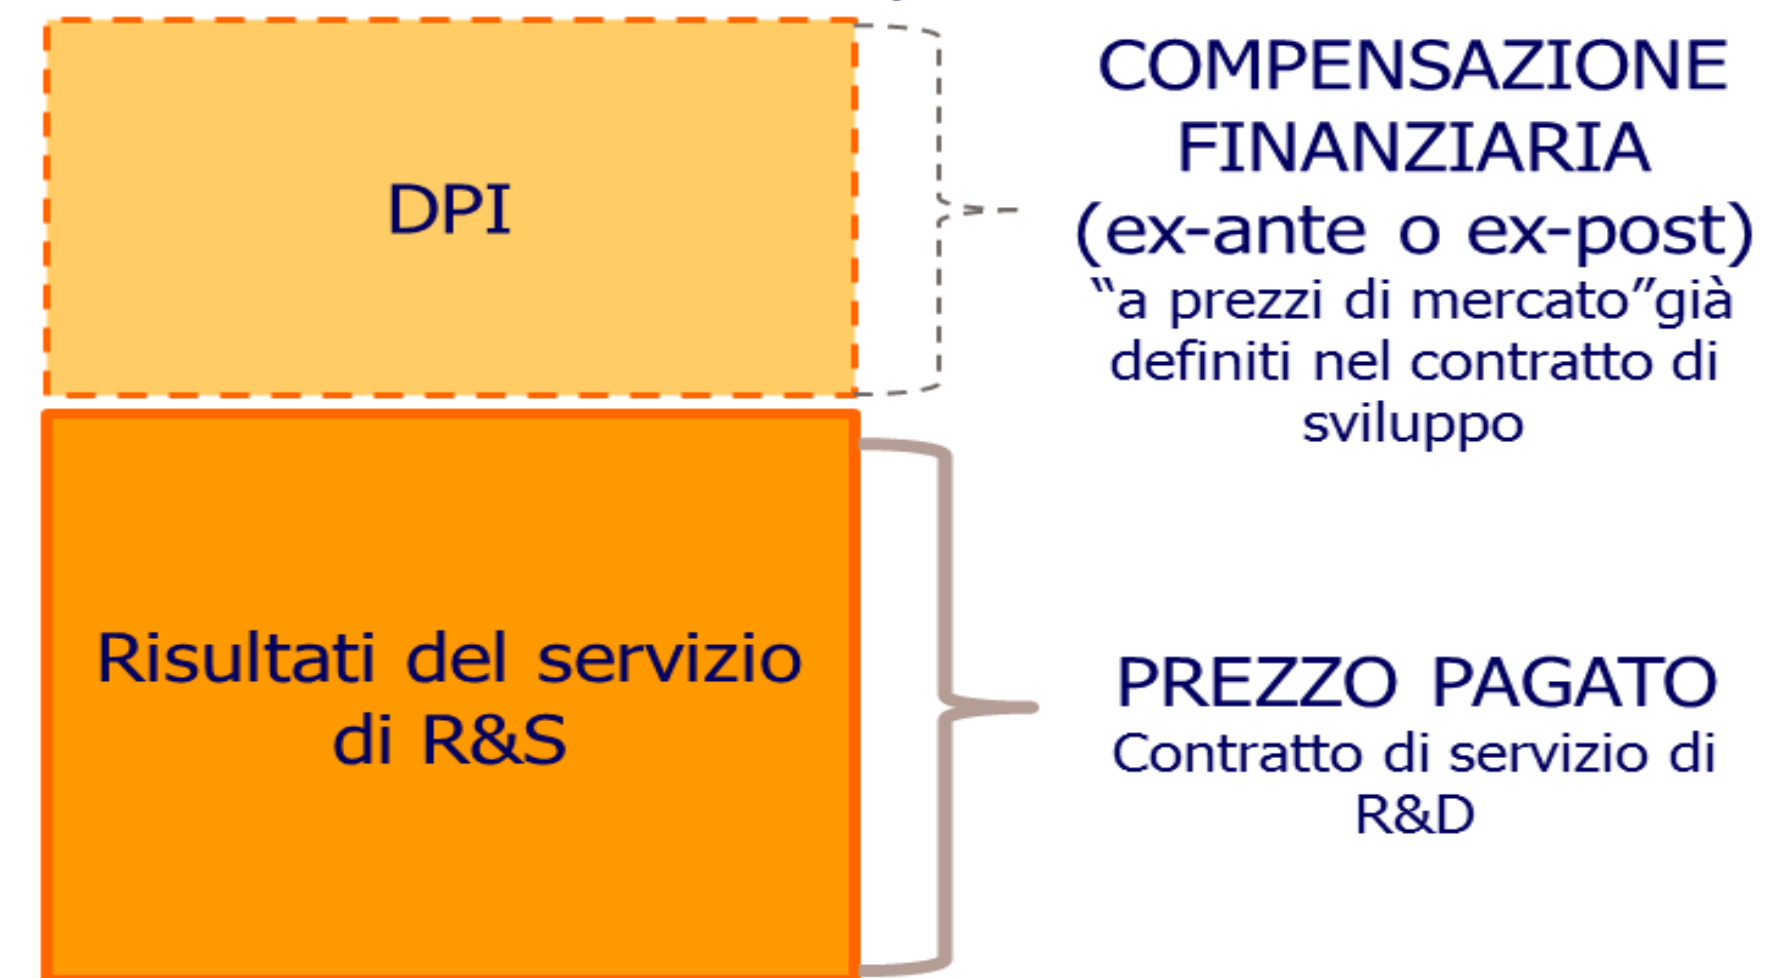 DPI
COMPENSAZIONE
FINANZIARIA
(ex-ante o ex-post)
“a prezzi di mercato”già
definiti nel contratto di
sviluppo
Risultati del servizio
di R&S
PREZZO PAGATO
Contratto di servizio di
R&D